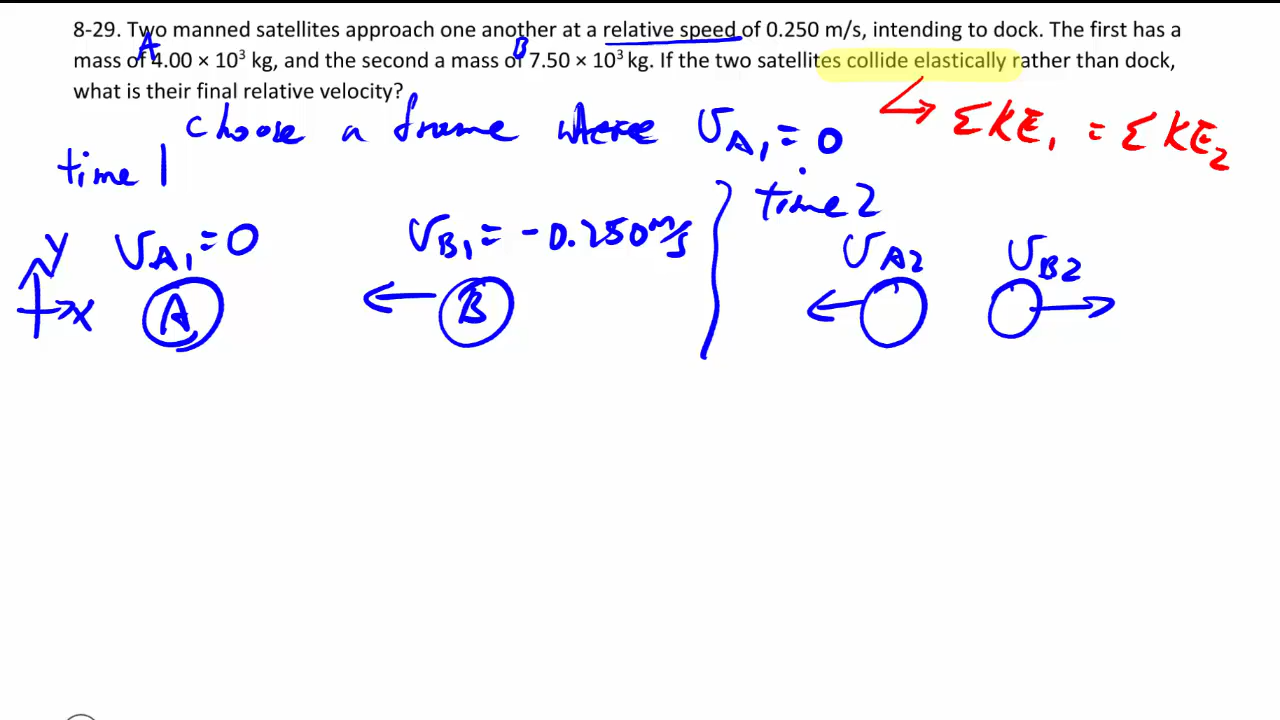 8-29. Two manned satellites approach one another at a relative speed of 0.250 m/s, intending to dock. The first has a
A B
mass of 4.00 × 10³ kg, and the second a mass of 7.50 × 10³ kg. If the two satellites collide elastically rather than dock,
what is their final relative velocity?
choose a frame where v_A1 = 0
ΣKE₁ = ΣKE₂
time 1
time 2
y
x
v_A1 = 0
v_B1 = -0.250 m/s
v_A2
v_B2
A
B